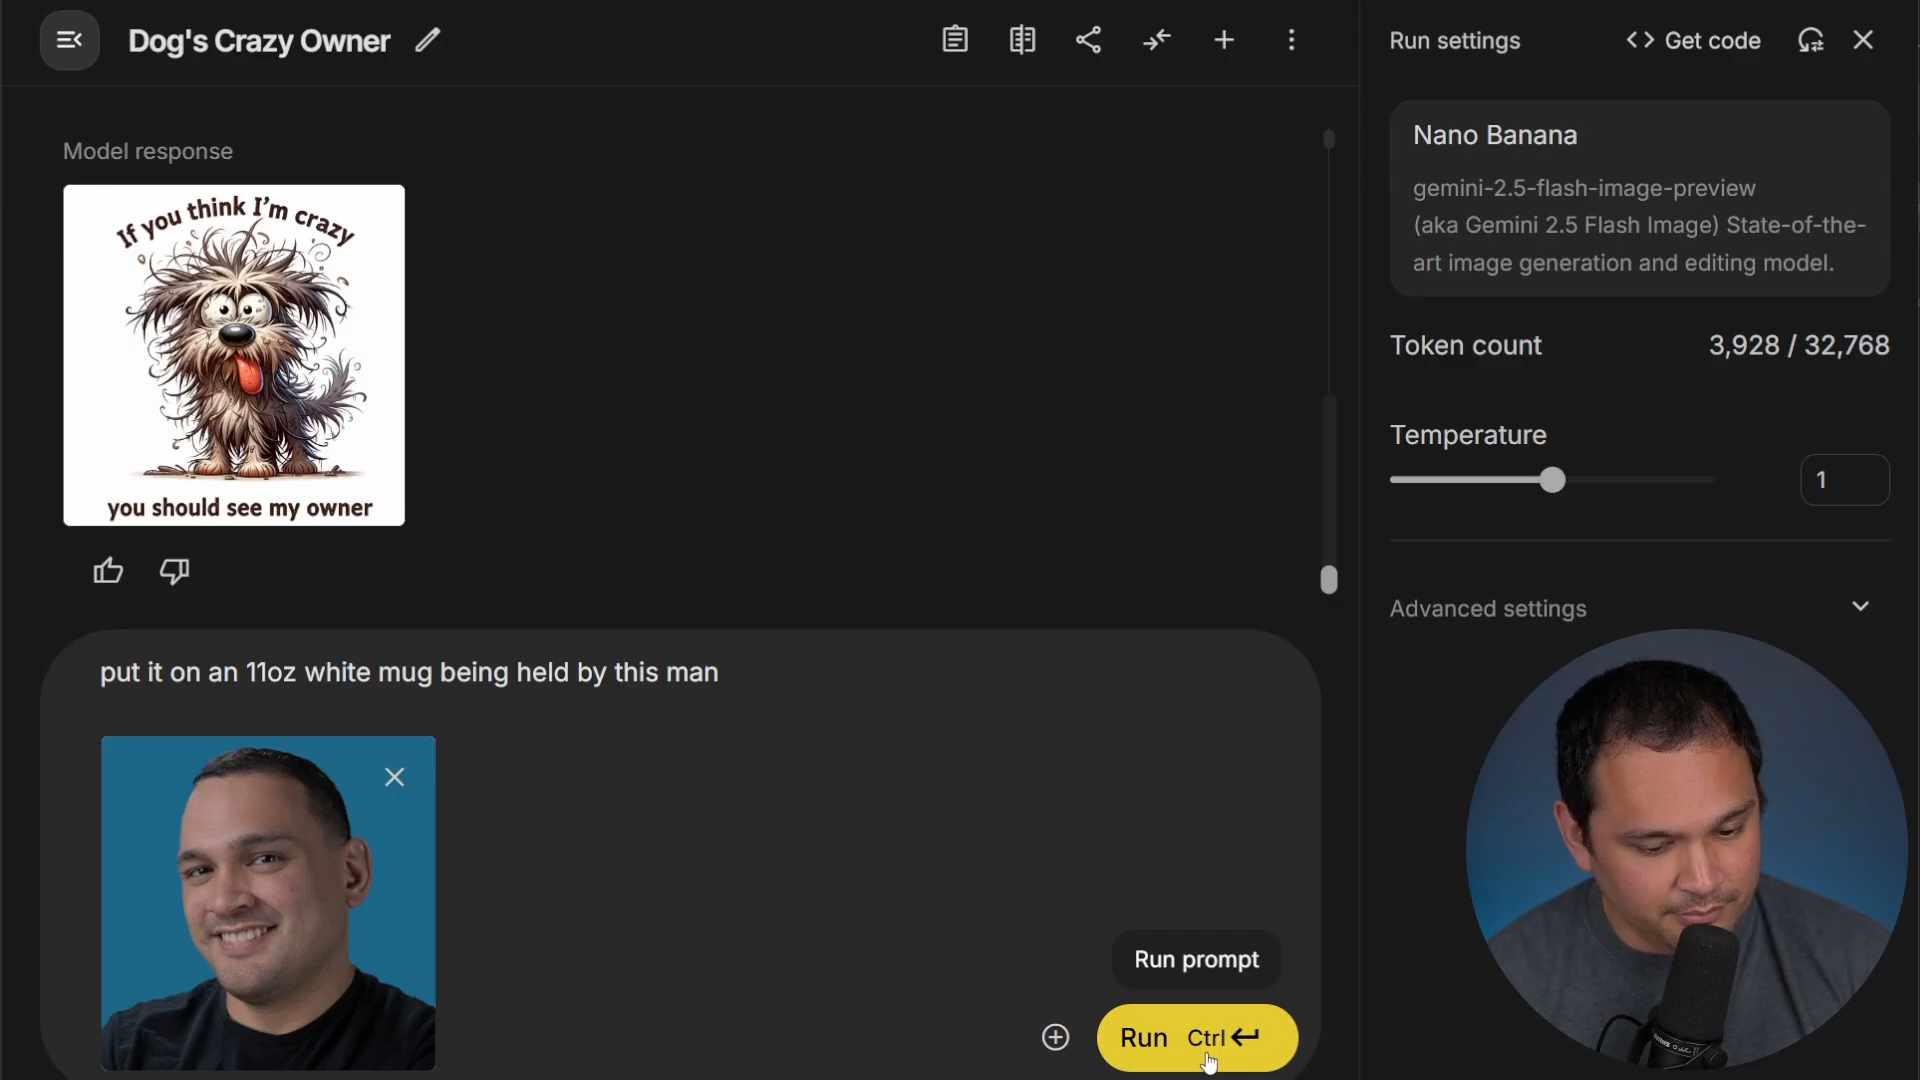 Dog's Crazy Owner
Run settings
Get code
Model response
If you think I'm crazy
you should see my owner
Nano Banana
gemini-2.5-flash-image-preview
(aka Gemini 2.5 Flash Image) State-of-the-
art image generation and editing model.
Token count
3,928 / 32,768
Temperature
1
Advanced settings
put it on an 11oz white mug being held by this man
Run prompt
Run Ctrl